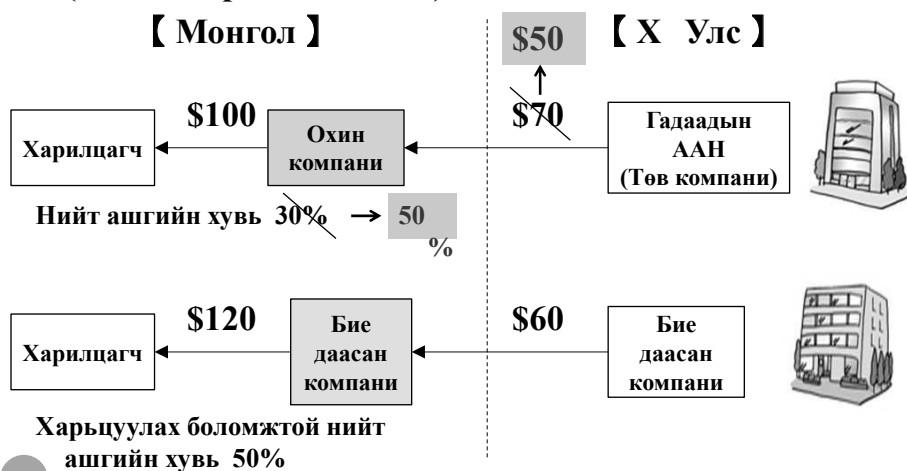 【 Монгол 】
【 X Улс 】
$50
$100
$70
Харилцагч
Охин
компани
Гадаадын
ААН
(Төв компани)
Нийт ашгийн хувь 30%
50
%
$120
$60
Харилцагч
Бие
даасан
компани
Бие
даасан
компани
Харьцуулах боломжтой нийт
ашгийн хувь 50%